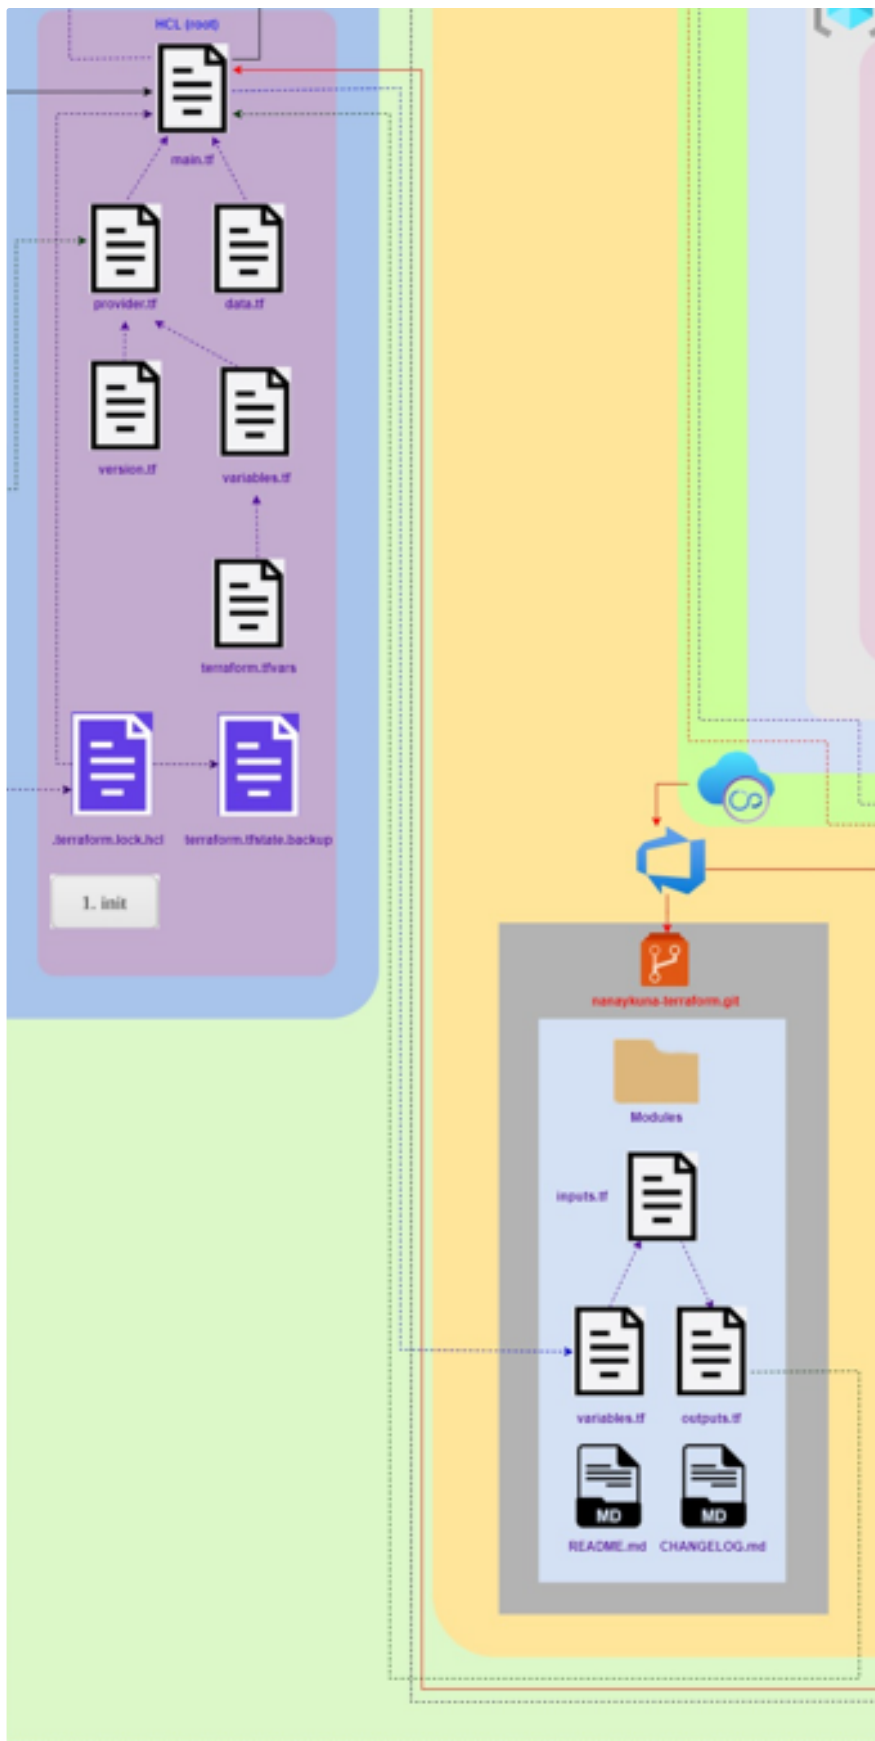 HCL (root)
main.tf
provider.tf
data.tf
version.tf
variables.tf
terraform.tfvars
.terraform.lock.hcl
terraform.tfstate.backup
1. init
nanaykuna-terraform.git
Modules
inputs.tf
variables.tf
outputs.tf
MD
MD
README.md
CHANGELOG.md